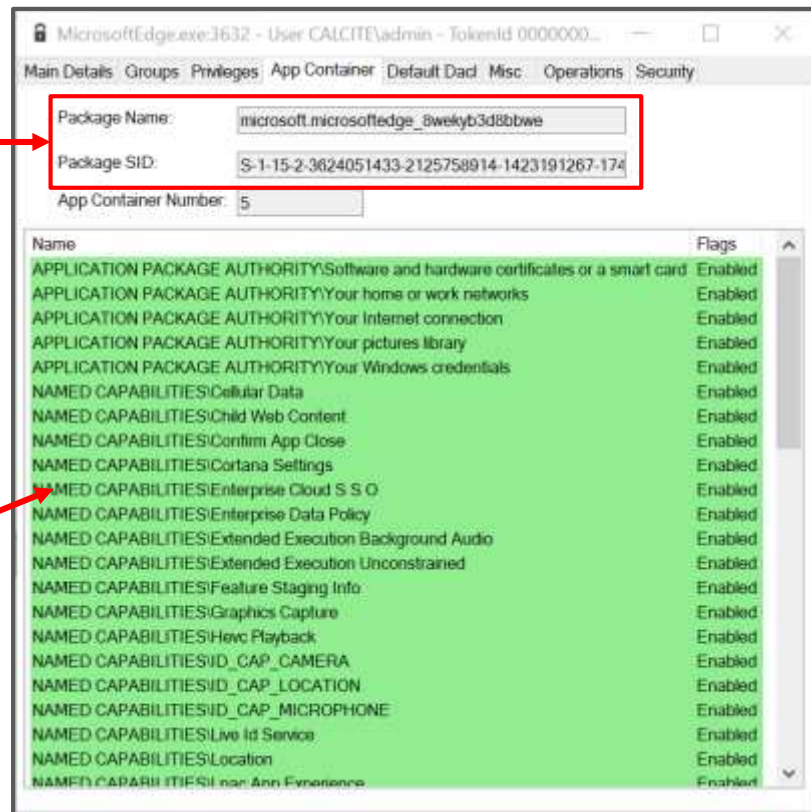 MicrosoftEdge.exe:3632 - User CALCITE\admin - TokenId 0000000...
Main Details Groups Privileges App Container Default Dacl Misc Operations Security
Package Name: microsoft.microsoftedge_8wekyb3d8bbwe
Package SID: S-1-15-2-3624051433-2125758914-1423191267-174
App Container Number: 5
Name Flags
APPLICATION PACKAGE AUTHORITY\Software and hardware certificates or a smart card Enabled
APPLICATION PACKAGE AUTHORITY\Your home or work networks Enabled
APPLICATION PACKAGE AUTHORITY\Your Internet connection Enabled
APPLICATION PACKAGE AUTHORITY\Your pictures library Enabled
APPLICATION PACKAGE AUTHORITY\Your Windows credentials Enabled
NAMED CAPABILITIES\Cellular Data Enabled
NAMED CAPABILITIES\Child Web Content Enabled
NAMED CAPABILITIES\Confirm App Close Enabled
NAMED CAPABILITIES\Cortana Settings Enabled
NAMED CAPABILITIES\Enterprise Cloud S S O Enabled
NAMED CAPABILITIES\Enterprise Data Policy Enabled
NAMED CAPABILITIES\Extended Execution Background Audio Enabled
NAMED CAPABILITIES\Extended Execution Unconstrained Enabled
NAMED CAPABILITIES\Feature Staging Info Enabled
NAMED CAPABILITIES\Graphics Capture Enabled
NAMED CAPABILITIES\Hevc Playback Enabled
NAMED CAPABILITIES\ID_CAP_CAMERA Enabled
NAMED CAPABILITIES\ID_CAP_LOCATION Enabled
NAMED CAPABILITIES\ID_CAP_MICROPHONE Enabled
NAMED CAPABILITIES\Live Id Service Enabled
NAMED CAPABILITIES\Location Enabled
NAMED CAPABILITIES\Lpac App Experience Enabled